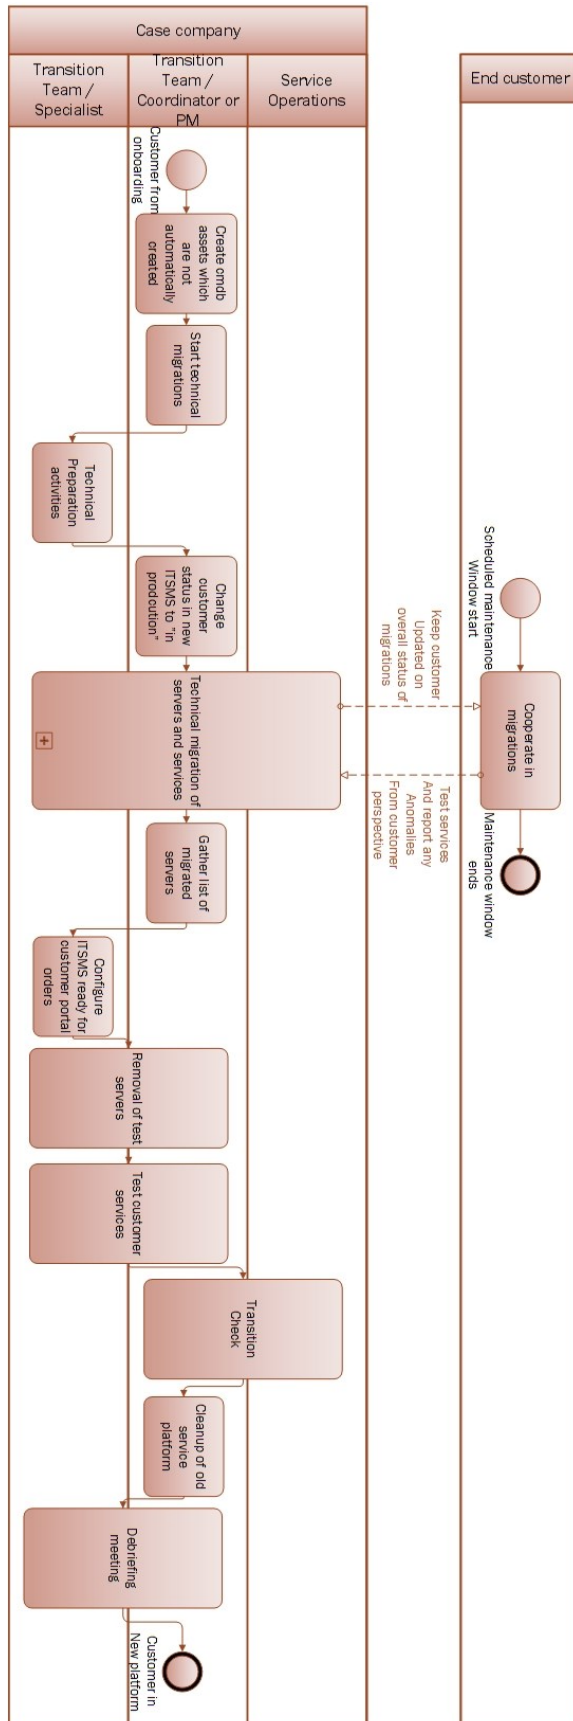 Case company
Transition
Team /
Specialist
Transition
Team /
Coordinator or
PM
Service
Operations
End customer
Customer from
onboarding
Create cmdb
assets which
are not
automatically
created
Start technical
migrations
Technical
Preparation
activities
Change
customer
status in new
ITSMS to "in
prodcution"
Scheduled maintenance
Window start
Keep customer
Updated on
overall status of
migrations
Technical migration of
servers and services
Cooperate in
migrations
Test services
And report any
Anomalies
From customer
perspective
Maintenance window
ends
Gather list of
migrated
servers
Configure
ITSMS ready for
customer portal
orders
Removal of test
servers
Test customer
services
Transition
Check
Cleanup of old
service
platform
Debriefing
meeting
Customer in
New platform